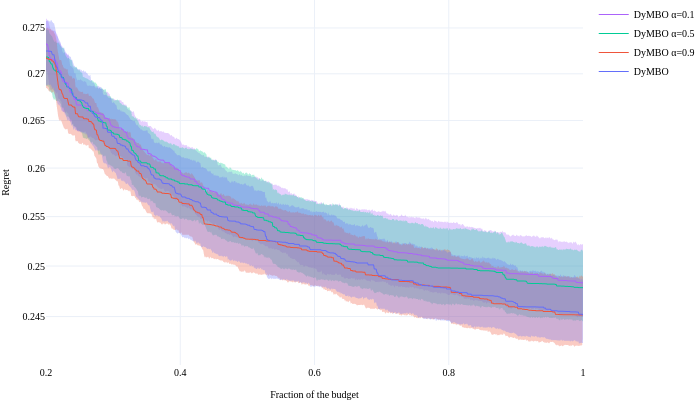 DyMBO α=0.1
DyMBO α=0.5
DyMBO α=0.9
DyMBO
0.275
0.27
0.265
0.26
0.255
0.25
0.245
Regret
0.2 0.4 0.6 0.8 1
Fraction of the budget